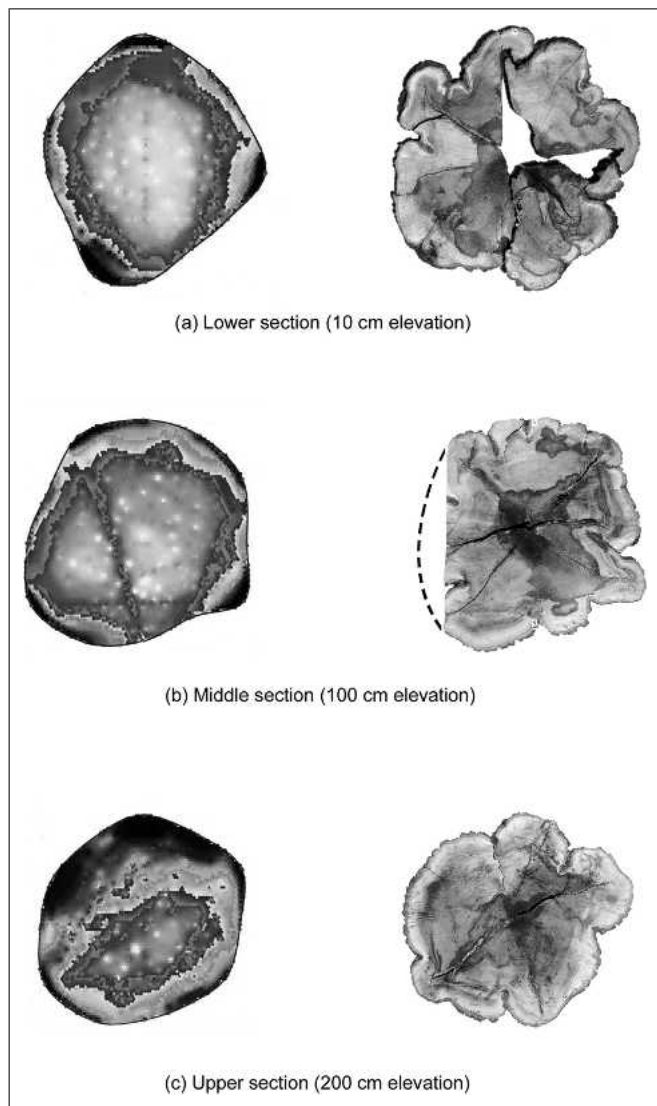 (a) Lower section (10 cm elevation)
(b) Middle section (100 cm elevation)
(c) Upper section (200 cm elevation)